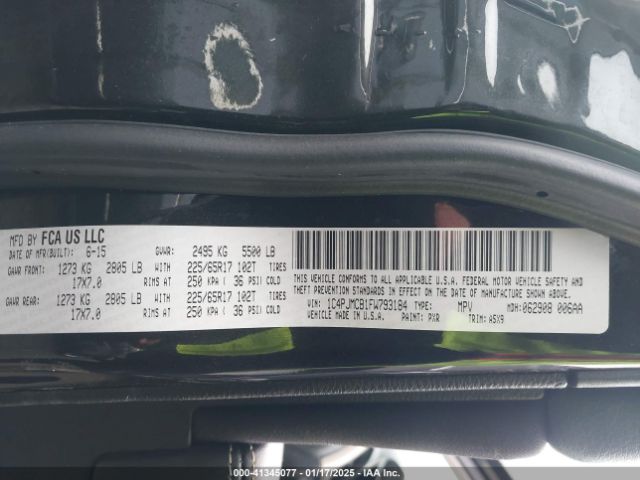 MFD BY FCA US LLC
DATE OF MFR(BUILT): 6-15 GVWR: 2495 KG 5500 LB
GAWR FRONT: 1273 KG 2805 LB WITH 225/65R17 102T TIRES
17X7.0 RIMS AT 250 KPA ( 36 PSI) COLD
GAWR REAR: 1273 KG 2805 LB WITH 225/65R17 102T TIRES
17X7.0 RIMS AT 250 KPA ( 36 PSI) COLD
THIS VEHICLE CONFORMS TO ALL APPLICABLE U.S.A. FEDERAL MOTOR VEHICLE SAFETY, BUMPER
AND THEFT PREVENTION STANDARDS IN EFFECT ON THE DATE OF MANUFACTURE SHOWN ABOVE.
VIN: 1C4PJMCB1FW793184 TYPE: MPV MDH:062908 006AA
VEHICLE MADE IN U.S.A. PAINT: PXR TRIM: A5X9
000-41345077 - 01/17/2025 - IAA Inc.